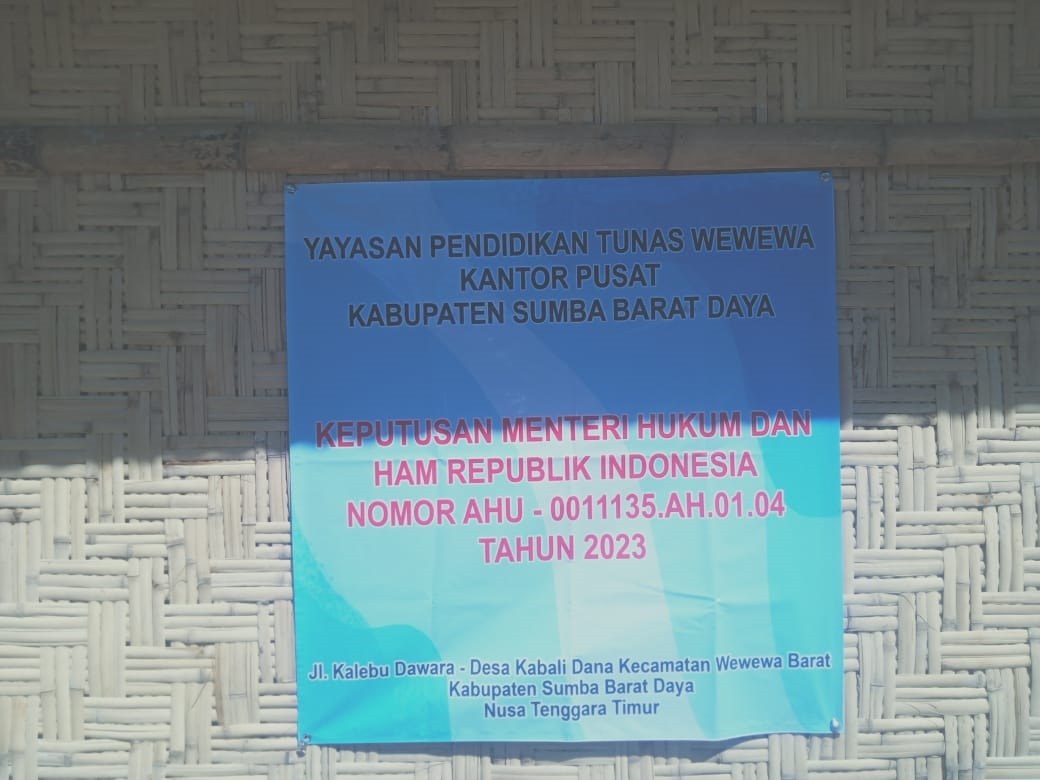 YAYASAN PENDIDIKAN TUNAS WEWEWA
KANTOR PUSAT
KABUPATEN SUMBA BARAT DAYA
KEPUTUSAN MENTERI HUKUM DAN
HAM REPUBLIK INDONESIA
NOMOR AHU - 0011135.AH.01.04
TAHUN 2023
Jl. Kalebu Dawara - Desa Kabali Dana Kecamatan Wewewa Barat
Kabupaten Sumba Barat Daya
Nusa Tenggara Timur